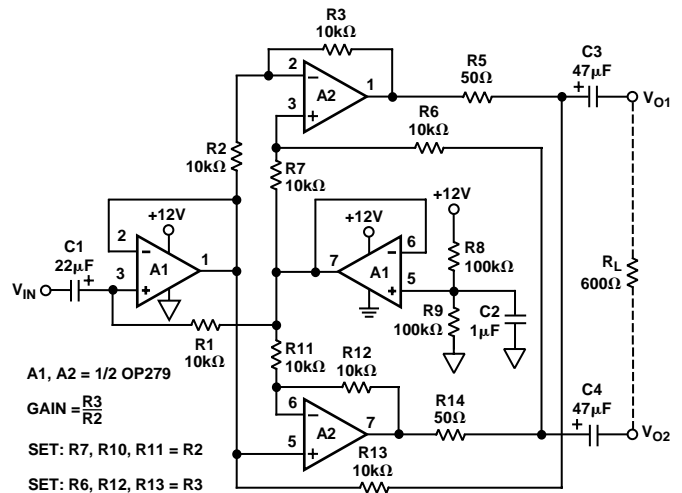 R3
10kΩ
2
A2
1
3
R5
50Ω
C3
47μF
VO1
R6
10kΩ
R2
10kΩ
R7
10kΩ
+12V
+12V
+12V
2
A1
1
3
C1
22μF
VIN
7
A1
6
5
R8
100kΩ
RL
600Ω
R9
100kΩ
C2
1μF
R1
10kΩ
R11
10kΩ
R12
10kΩ
A1, A2 = 1/2 OP279
GAIN = R3
R2
SET: R7, R10, R11 = R2
SET: R6, R12, R13 = R3
6
A2
7
5
R14
50Ω
C4
47μF
VO2
R13
10kΩ